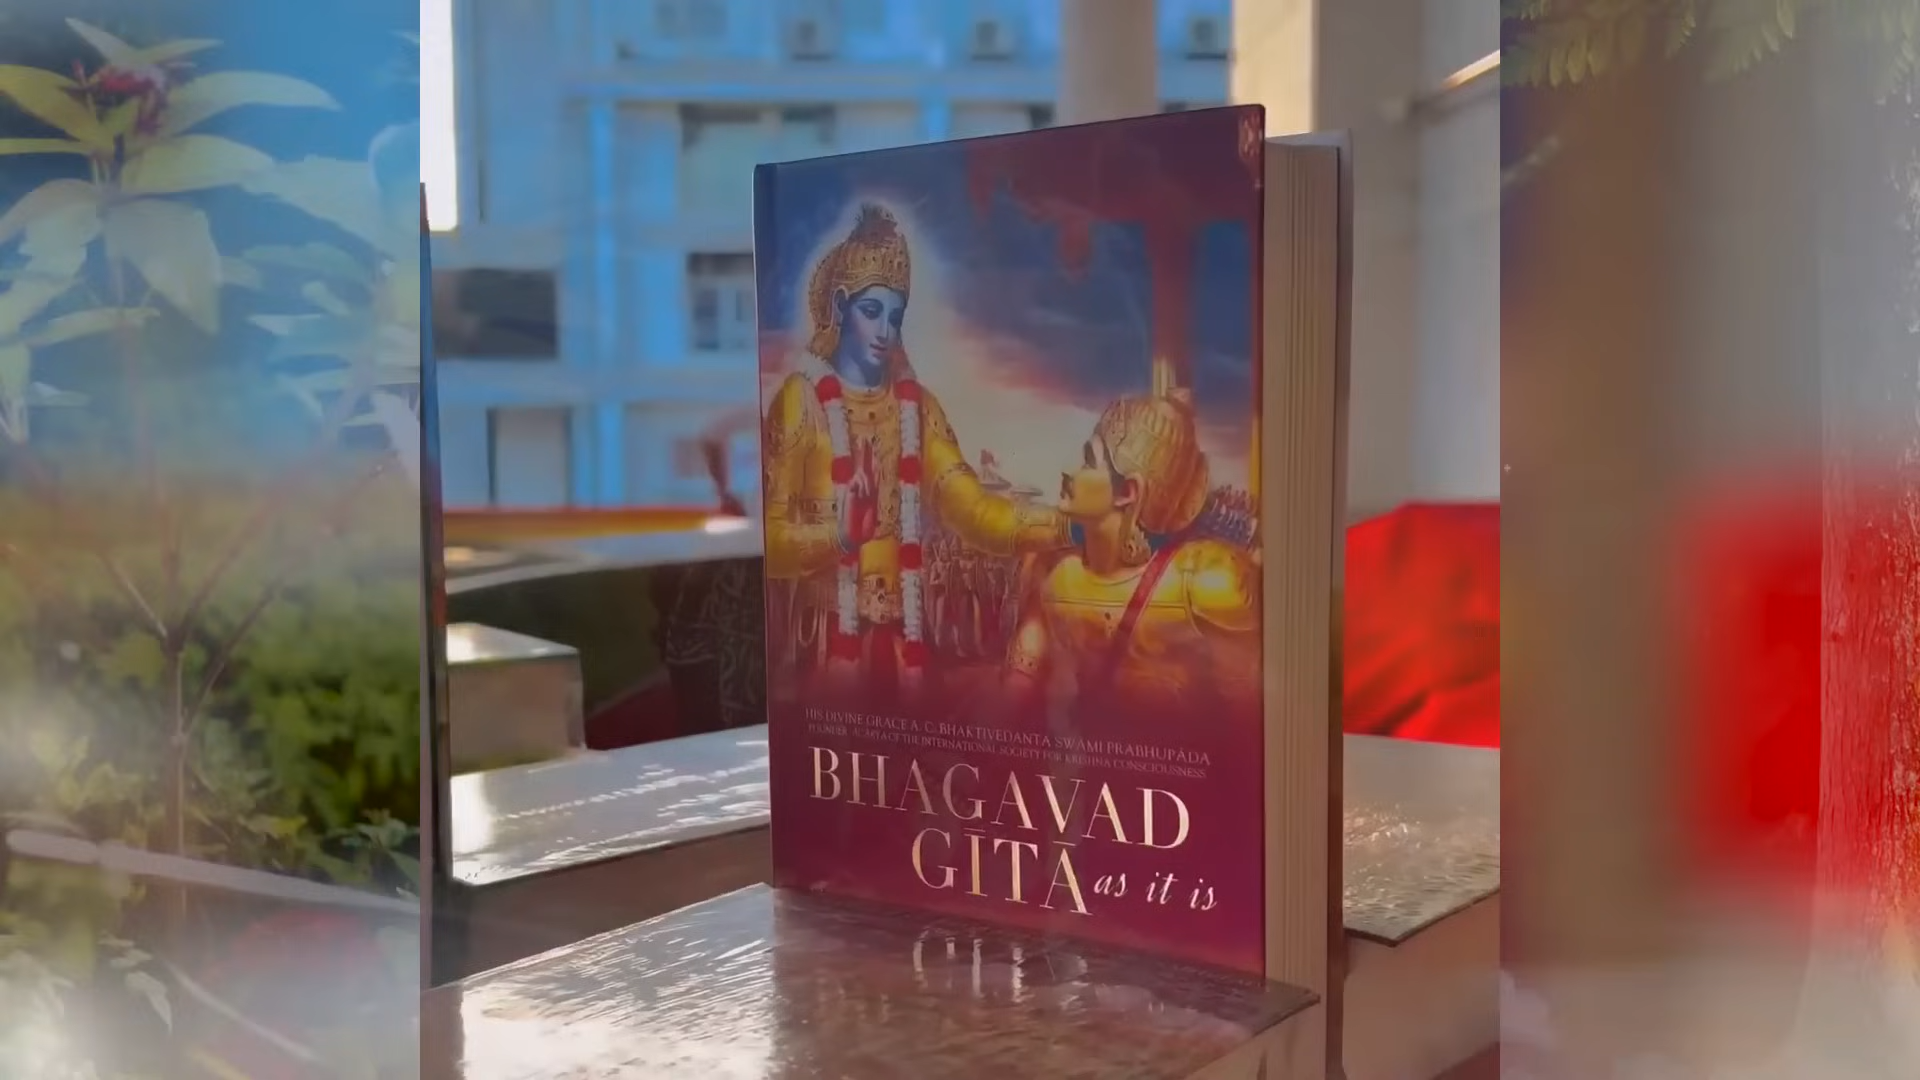 HIS DIVINE GRACE A. C. BHAKTIVEDANTA SWĀMI PRABHUPĀDA
FOUNDER-ĀCĀRYA OF THE INTERNATIONAL SOCIETY FOR KRISHNA CONSCIOUSNESS
BHAGAVAD
GĪTĀ as it is